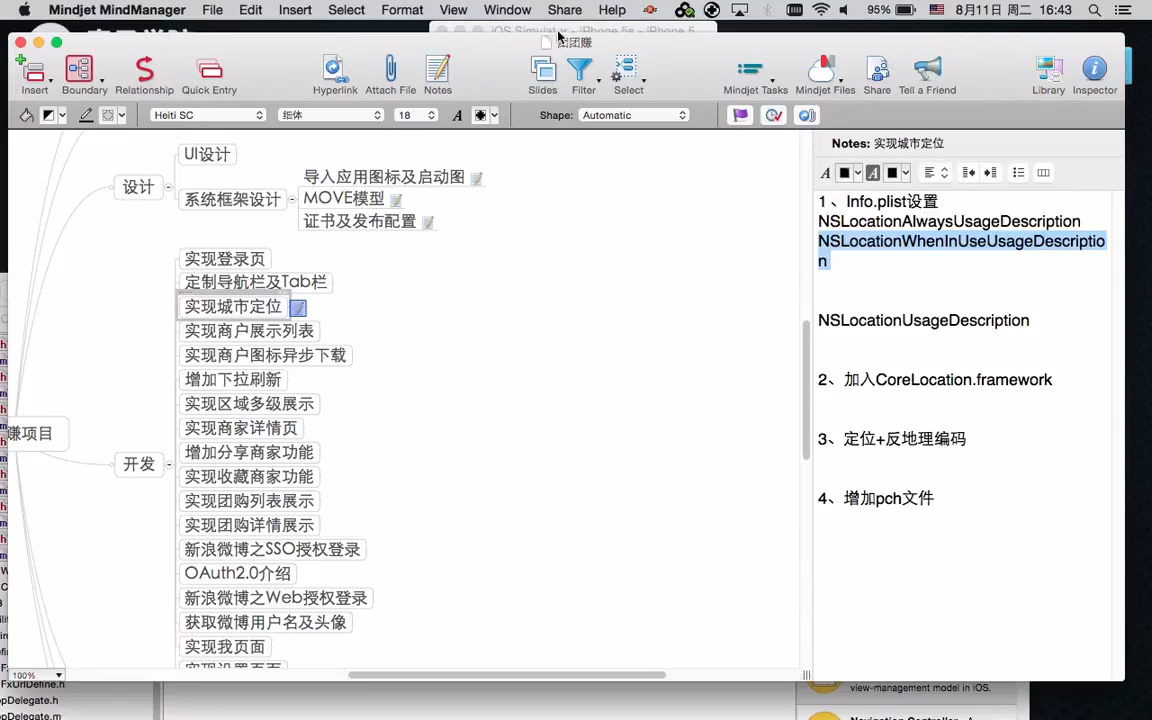 Mindjet MindManager File Edit Insert Select Format View Window Share Help 95% 8月11日 周二 16:43
iOS Simulator - iPhone 5s - iPhone 5
团赚
Insert Boundary Relationship Quick Entry Hyperlink Attach File Notes Slides Filter Select Mindjet Tasks Mindjet Files Share Tell a Friend Library Inspector
Heiti SC 细体 18 A Shape: Automatic
Notes: 实现城市定位
UI设计
设计
系统框架设计
导入应用图标及启动图
MOVE模型
证书及发布配置
赚项目
开发
实现登录页
定制导航栏及Tab栏
实现城市定位
实现商户展示列表
实现商户图标异步下载
增加下拉刷新
实现区域多级展示
实现商家详情页
增加分享商家功能
实现收藏商家功能
实现团购列表展示
实现团购详情展示
新浪微博之SSO授权登录
OAuth2.0介绍
新浪微博之Web授权登录
获取微博用户名及头像
实现我页面
实现设置页面
1、Info.plist设置
NSLocationAlwaysUsageDescription
NSLocationWhenInUseUsageDescriptio
n
NSLocationUsageDescription
2、加入CoreLocation.framework
3、定位+反地理编码
4、增加pch文件
100%
FxUrlDefine.h
ppDelegate.h
ppDelegate.m
view-management model in iOS.
Navigation Controller - A